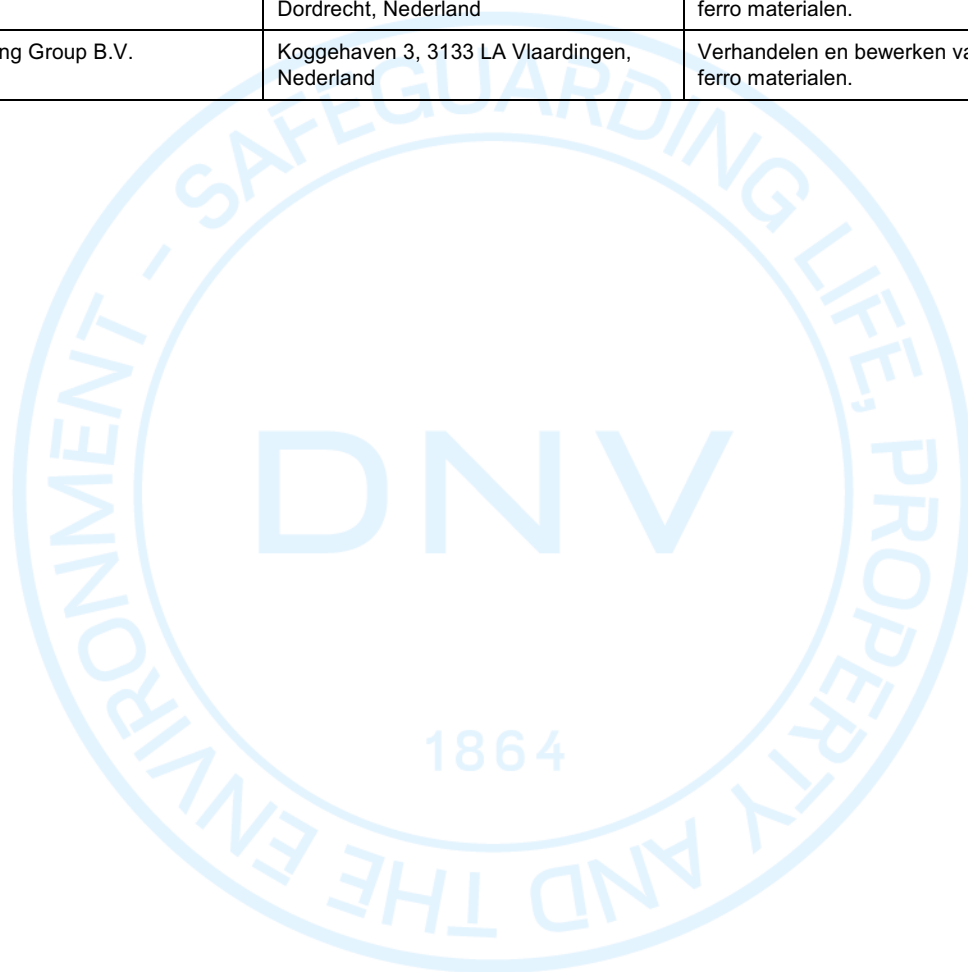 Dordrecht, Nederland
ferro materialen.
ng Group B.V.
Koggehaven 3, 3133 LA Vlaardingen,
Nederland
Verhandelen en bewerken va
ferro materialen.
SAFEGUARDING LIFE, PROPERTY AND THE ENVIRONMENT -
DNV
1864